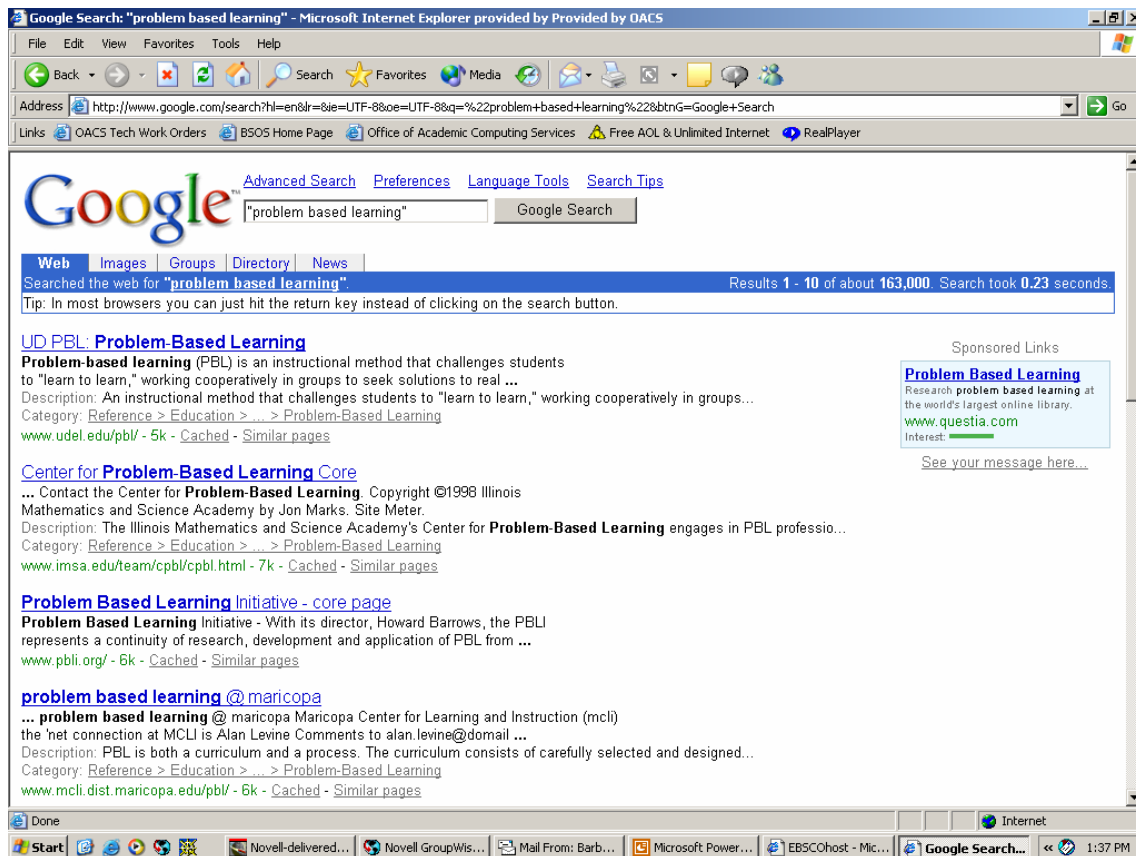 Google Search: "problem based learning" - Microsoft Internet Explorer provided by Provided by OACS
File Edit View Favorites Tools Help
Back Search Favorites Media
Address http://www.google.com/search?hl=en&lr=&ie=UTF-8&oe=UTF-8&q=%22problem+based+learning%22&btnG=Google+Search Go
Links OACS Tech Work Orders BSOS Home Page Office of Academic Computing Services Free AOL & Unlimited Internet RealPlayer
Google™
Advanced Search Preferences Language Tools Search Tips
"problem based learning" Google Search
Web Images Groups Directory News
Searched the web for "problem based learning". Results 1 - 10 of about 163,000. Search took 0.23 seconds.
Tip: In most browsers you can just hit the return key instead of clicking on the search button.
UD PBL: Problem-Based Learning
Problem-based learning (PBL) is an instructional method that challenges students
to "learn to learn," working cooperatively in groups to seek solutions to real ...
Description: An instructional method that challenges students to "learn to learn," working cooperatively in groups...
Category: Reference > Education > ... > Problem-Based Learning
www.udel.edu/pbl/ - 5k - Cached - Similar pages
Center for Problem-Based Learning Core
... Contact the Center for Problem-Based Learning. Copyright ©1998 Illinois
Mathematics and Science Academy by Jon Marks. Site Meter.
Description: The Illinois Mathematics and Science Academy's Center for Problem-Based Learning engages in PBL professio...
Category: Reference > Education > ... > Problem-Based Learning
www.imsa.edu/team/cpbl/cpbl.html - 7k - Cached - Similar pages
Problem Based Learning Initiative - core page
Problem Based Learning Initiative - With its director, Howard Barrows, the PBLI
represents a continuity of research, development and application of PBL from ...
www.pbli.org/ - 6k - Cached - Similar pages
problem based learning @ maricopa
... problem based learning @ maricopa Maricopa Center for Learning and Instruction (mcli)
the 'net connection at MCLI is Alan Levine Comments to alan.levine@domail ...
Description: PBL is both a curriculum and a process. The curriculum consists of carefully selected and designed...
Category: Reference > Education > ... > Problem-Based Learning
www.mcli.dist.maricopa.edu/pbl/ - 6k - Cached - Similar pages
Sponsored Links
Problem Based Learning
Research problem based learning at
the world's largest online library.
www.questia.com
Interest:
See your message here...
Done Internet
Start Novell-delivered... Novell GroupWis... Mail From: Barb... Microsoft Power... EBSCOhost - Mic... Google Search... « 1:37 PM